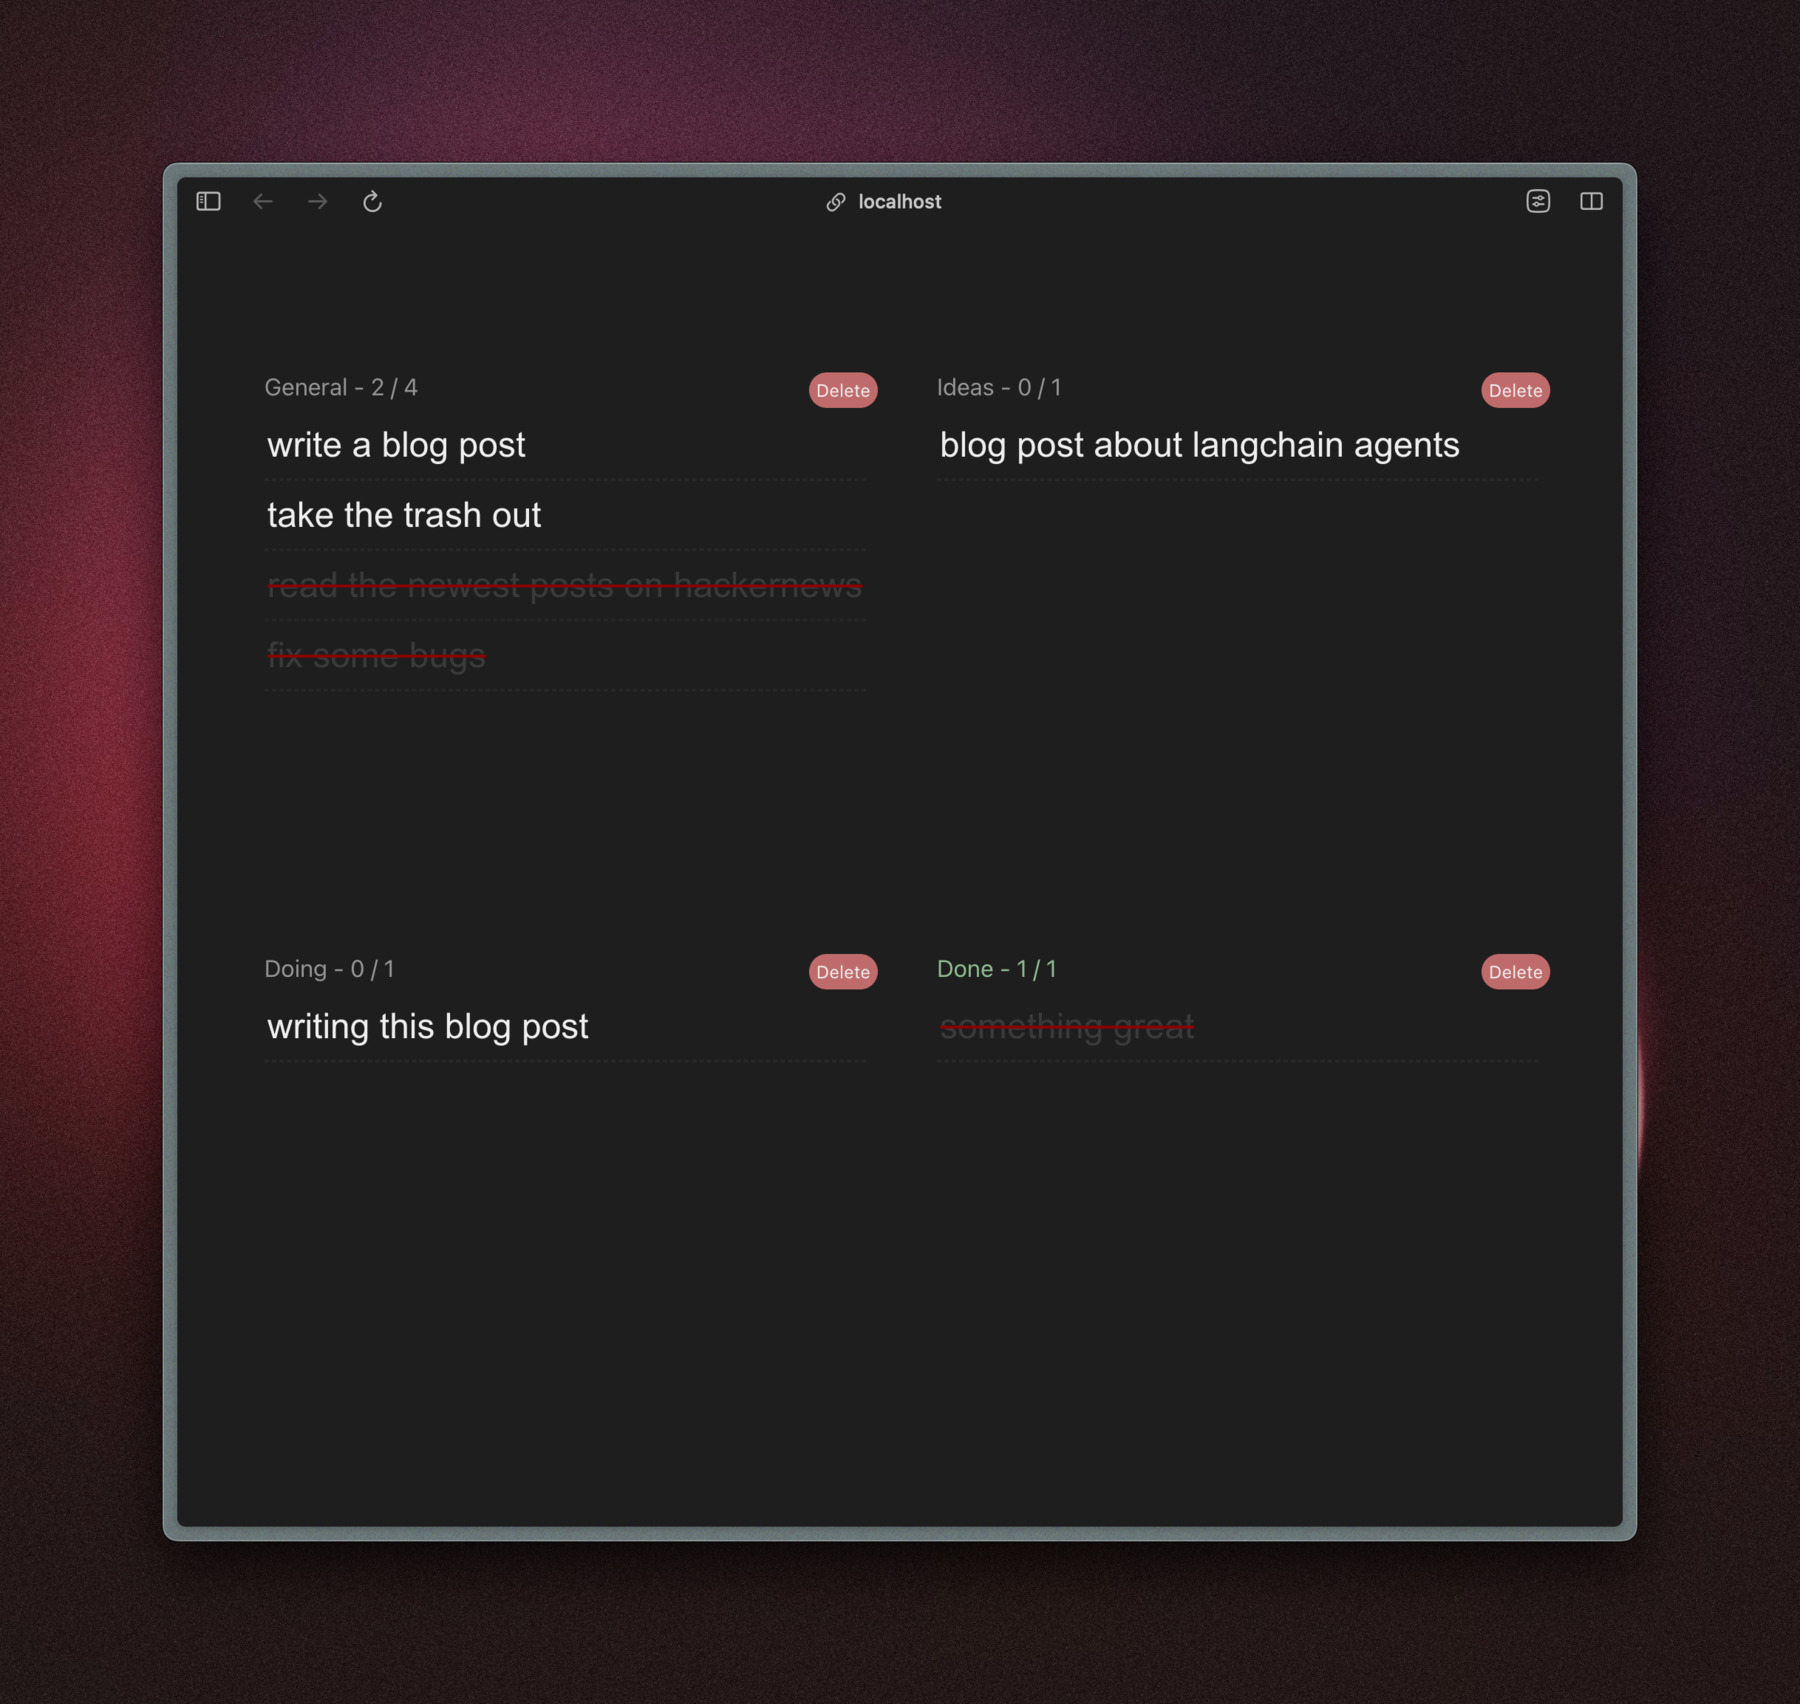 localhost
General - 2 / 4
Delete
write a blog post
take the trash out
read the newest posts on hackernews
fix some bugs
Ideas - 0 / 1
Delete
blog post about langchain agents
Doing - 0 / 1
Delete
writing this blog post
Done - 1 / 1
Delete
something great